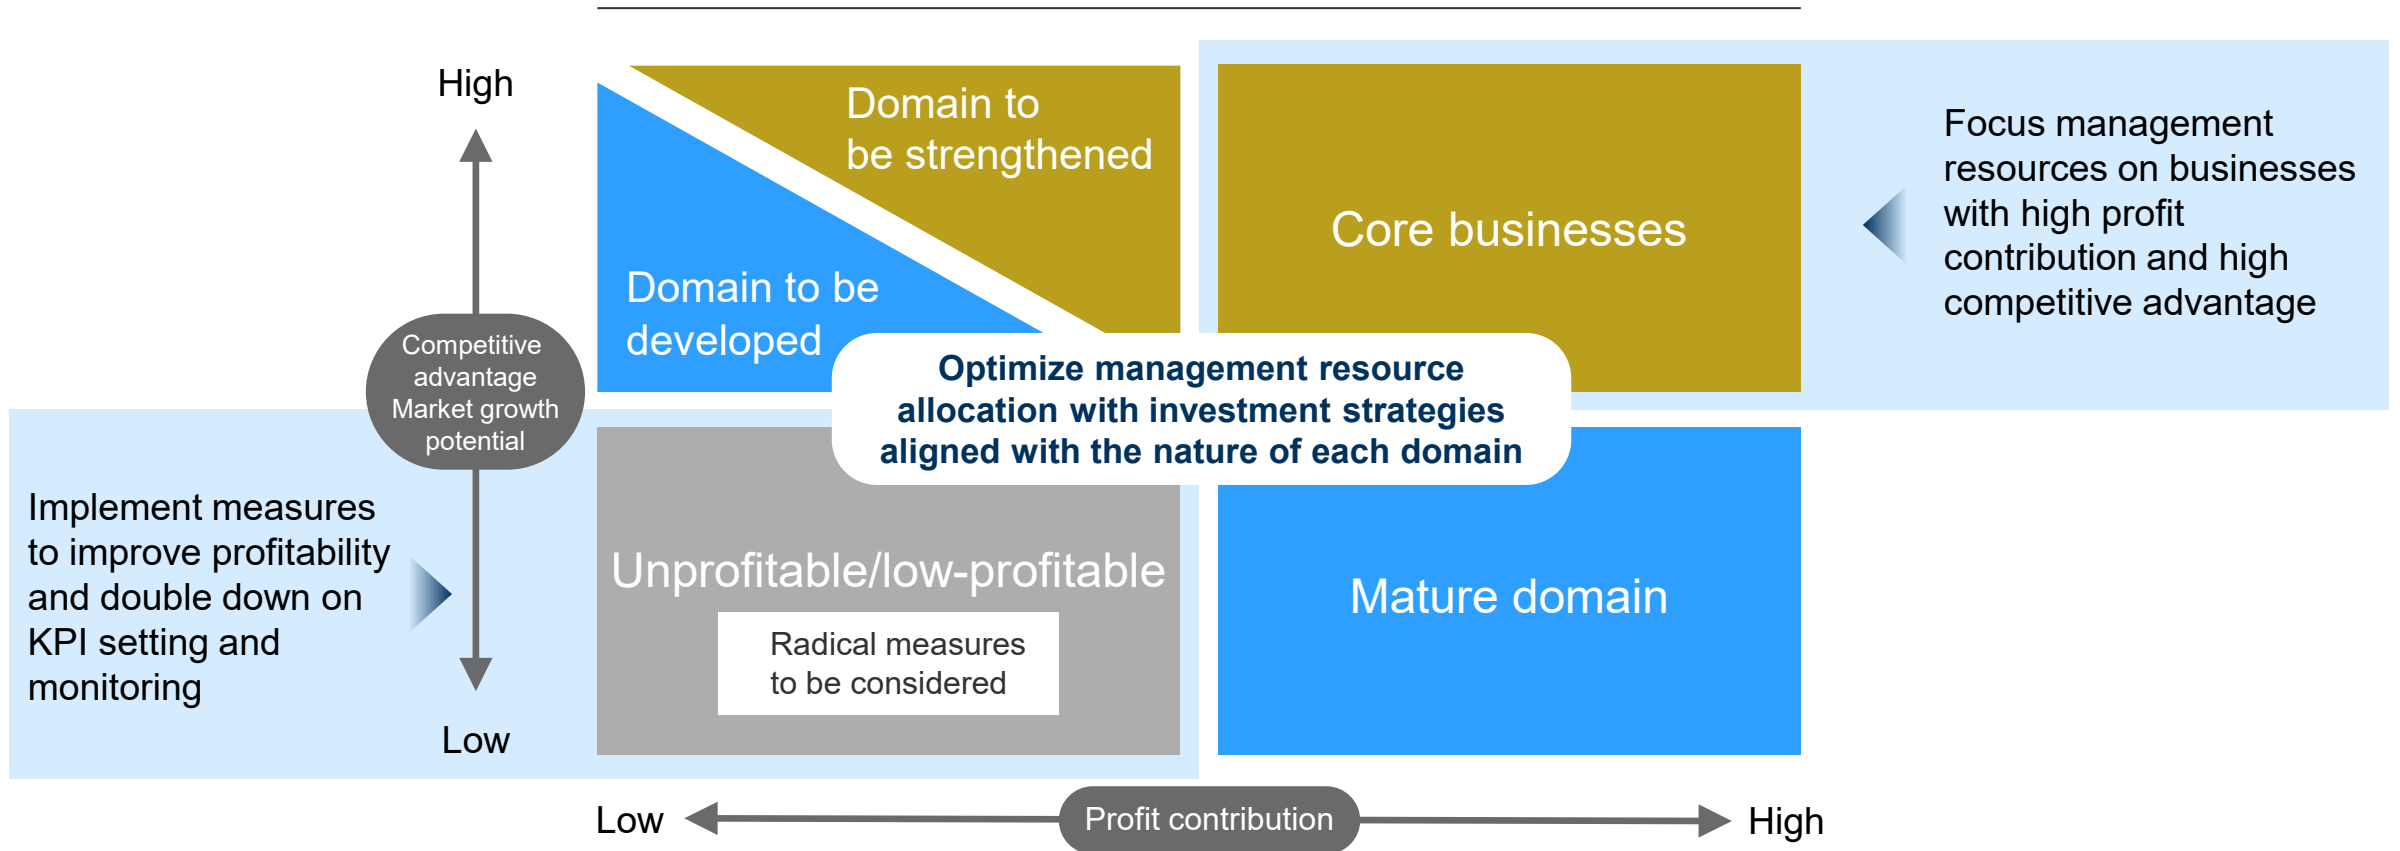 High
Domain to
be strengthened
Domain to be
developed
Core businesses
Focus management
resources on businesses
with high profit
contribution and high
competitive advantage
Competitive
advantage
Market growth
potential
Optimize management resource
allocation with investment strategies
aligned with the nature of each domain
Implement measures
to improve profitability
and double down on
KPI setting and
monitoring
Unprofitable/low-profitable
Radical measures
to be considered
Mature domain
Low
Low
Profit contribution
High